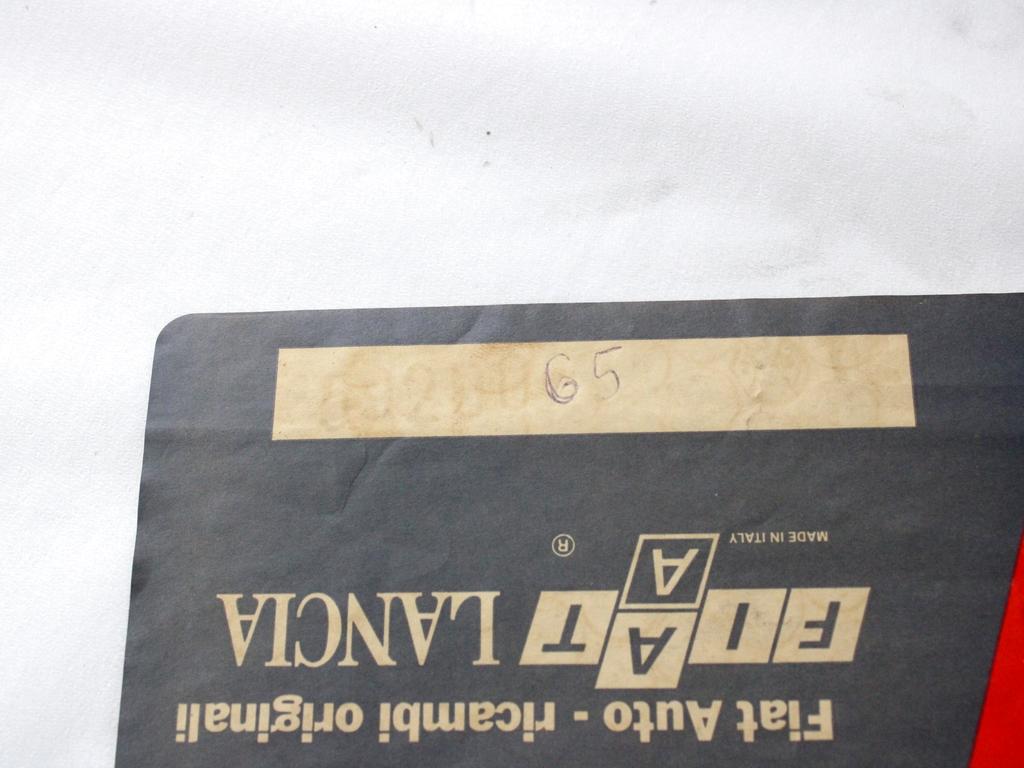 65
Fiat Auto - ricambi originali
FIAT LANCIA
A ®
MADE IN ITALY